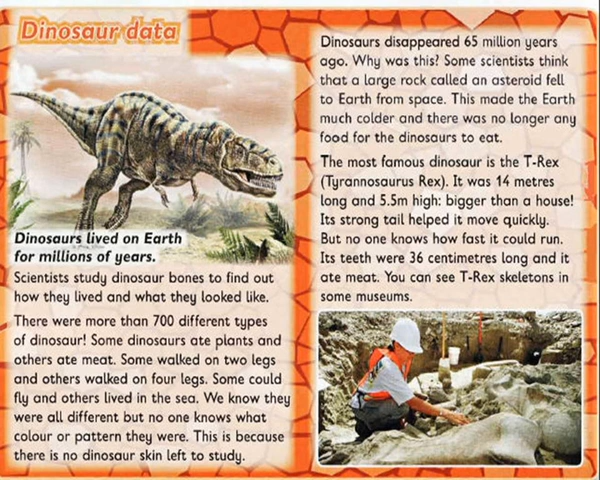 Dinosaur data
Dinosaurs lived on Earth
for millions of years.
Scientists study dinosaur bones to find out
how they lived and what they looked like.
There were more than 700 different types
of dinosaur! Some dinosaurs ate plants and
others ate meat. Some walked on two legs
and others walked on four legs. Some could
fly and others lived in the sea. We know they
were all different but no one knows what
colour or pattern they were. This is because
there is no dinosaur skin left to study.
Dinosaurs disappeared 65 million years
ago. Why was this? Some scientists think
that a large rock called an asteroid fell
to Earth from space. This made the Earth
much colder and there was no longer any
food for the dinosaurs to eat.
The most famous dinosaur is the T-Rex
(Tyrannosaurus Rex). It was 14 metres
long and 5.5m high: bigger than a house!
Its strong tail helped it move quickly.
But no one knows how fast it could run.
Its teeth were 36 centimetres long and it
ate meat. You can see T-Rex skeletons in
some museums.